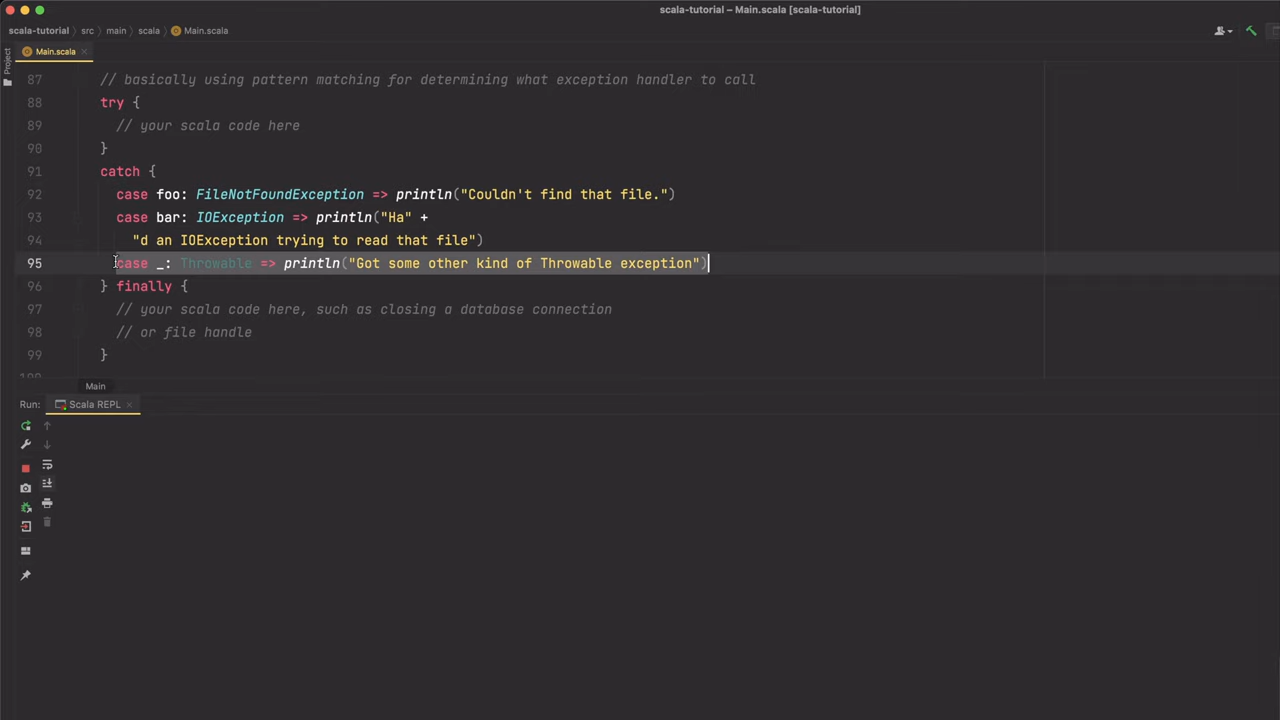 scala-tutorial – Main.scala [scala-tutorial]
scala-tutorial src main scala Main.scala
Main.scala
Project
87 // basically using pattern matching for determining what exception handler to call
88 try {
89 // your scala code here
90 }
91 catch {
92 case foo: FileNotFoundException => println("Couldn't find that file.")
93 case bar: IOException => println("Ha" +
94 "d an IOException trying to read that file")
95 case _: Throwable => println("Got some other kind of Throwable exception")
96 } finally {
97 // your scala code here, such as closing a database connection
98 // or file handle
99 }
100
Main
Run: Scala REPL